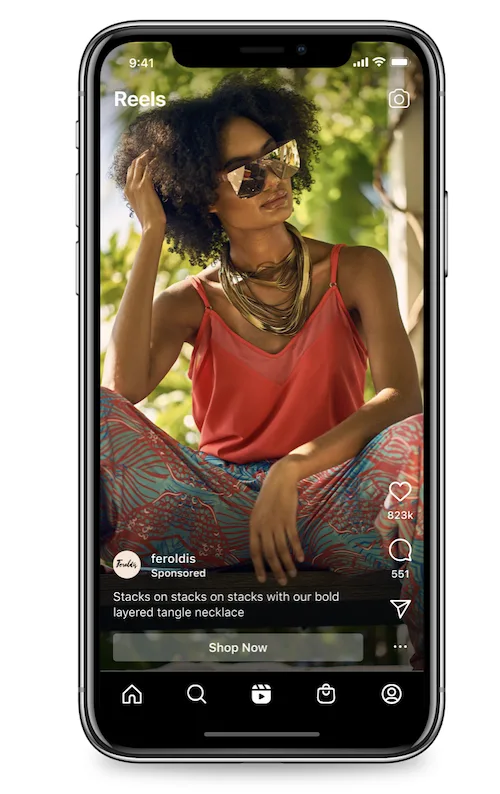 9:41
Reels
823k
551
Feroldis
feroldis
Sponsored
Stacks on stacks on stacks with our bold
layered tangle necklace
Shop Now